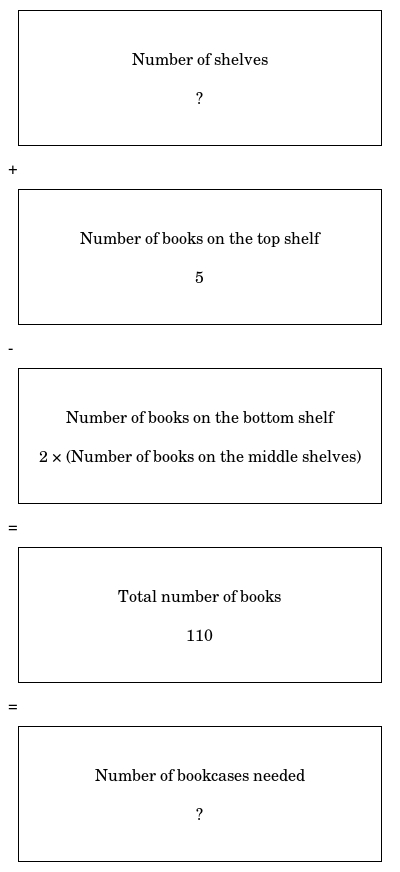 Number of shelves
?
+
Number of books on the top shelf
5
-
Number of books on the bottom shelf
2 × (Number of books on the middle shelves)
=
Total number of books
110
=
Number of bookcases needed
?